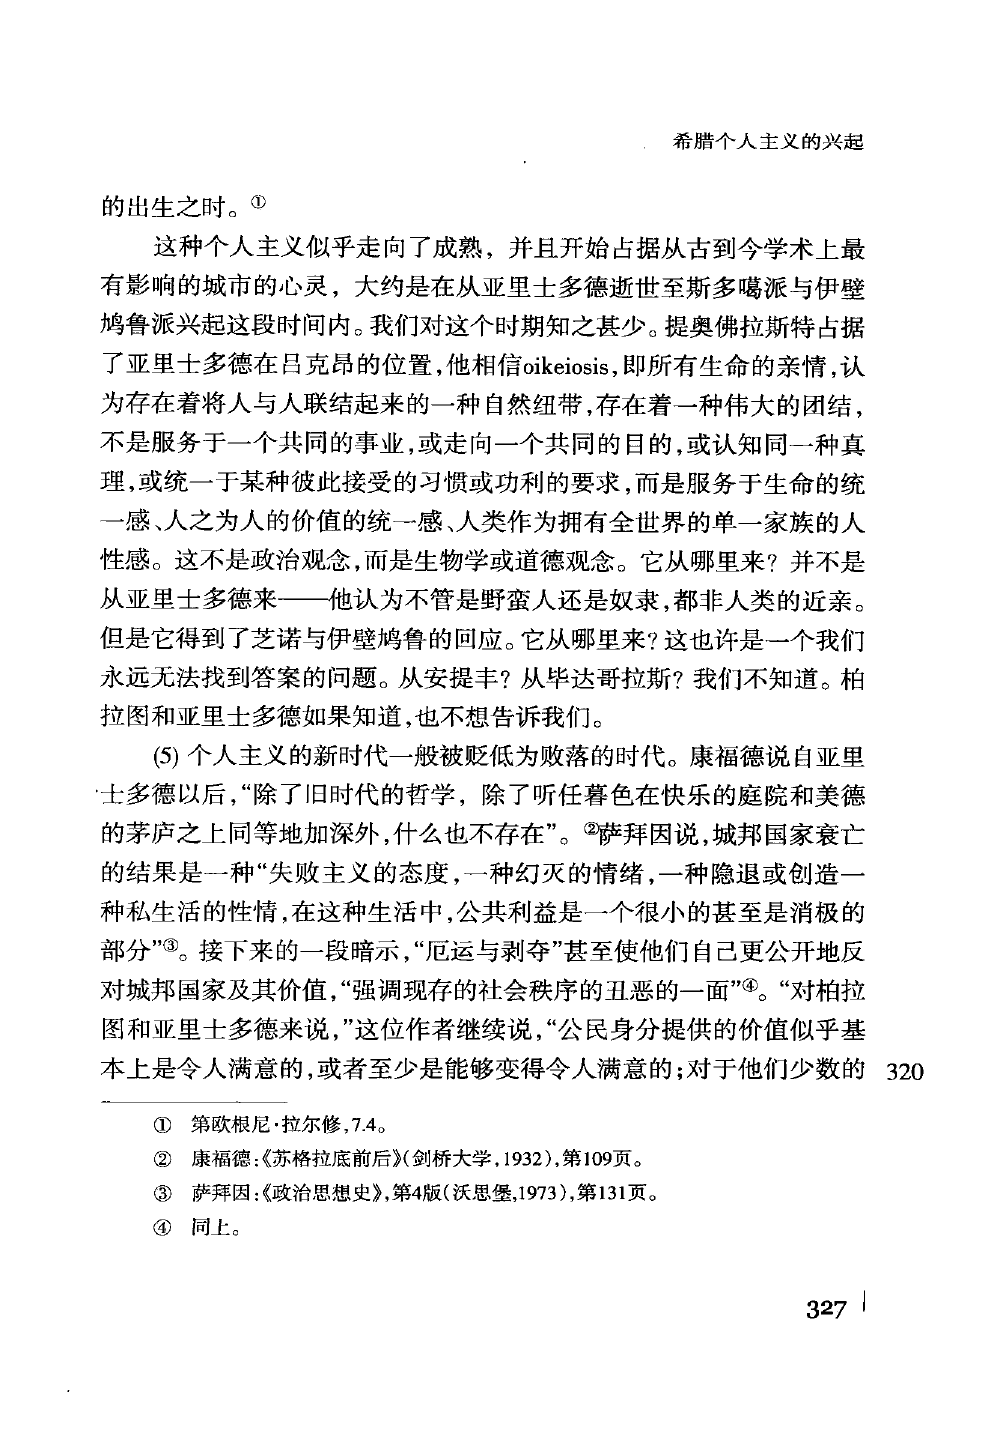 希腊个人主义的兴起
的出生之时。①
这种个人主义似乎走向了成熟，并且开始占据从古到今学术上最
有影响的城市的心灵，大约是在从亚里士多德逝世至斯多噶派与伊壁
鸠鲁派兴起这段时间内。我们对这个时期知之甚少。提奥佛拉斯特占据
了亚里士多德在吕克昂的位置,他相信oikeiosis,即所有生命的亲情,认
为存在着将人与人联结起来的一种自然纽带,存在着一种伟大的团结,
不是服务于一个共同的事业,或走向一个共同的目的,或认知同一种真
理,或统一于某种彼此接受的习惯或功利的要求,而是服务于生命的统
一感、人之为人的价值的统一感、人类作为拥有全世界的单一家族的人
性感。这不是政治观念,而是生物学或道德观念。它从哪里来？并不是
从亚里士多德来——他认为不管是野蛮人还是奴隶,都非人类的近亲。
但是它得到了芝诺与伊壁鸠鲁的回应。它从哪里来?这也许是一个我们
永远无法找到答案的问题。从安提丰？从毕达哥拉斯？我们不知道。柏
拉图和亚里士多德如果知道,也不想告诉我们。
(5) 个人主义的新时代一般被贬低为败落的时代。康福德说自亚里
士多德以后,“除了旧时代的哲学，除了听任暮色在快乐的庭院和美德
的茅庐之上同等地加深外,什么也不存在”。②萨拜因说,城邦国家衰亡
的结果是一种“失败主义的态度,一种幻灭的情绪,一种隐退或创造一
种私生活的性情,在这种生活中,公共利益是一个很小的甚至是消极的
部分”③。接下来的一段暗示,“厄运与剥夺”甚至使他们自己更公开地反
对城邦国家及其价值,“强调现存的社会秩序的丑恶的一面”④。“对柏拉
图和亚里士多德来说,”这位作者继续说,“公民身分提供的价值似乎基
本上是令人满意的,或者至少是能够变得令人满意的;对于他们少数的 320
① 第欧根尼·拉尔修,7.4。
② 康福德:《苏格拉底前后》(剑桥大学,1932),第109页。
③ 萨拜因:《政治思想史》,第4版(沃思堡,1973),第131页。
④ 同上。
327